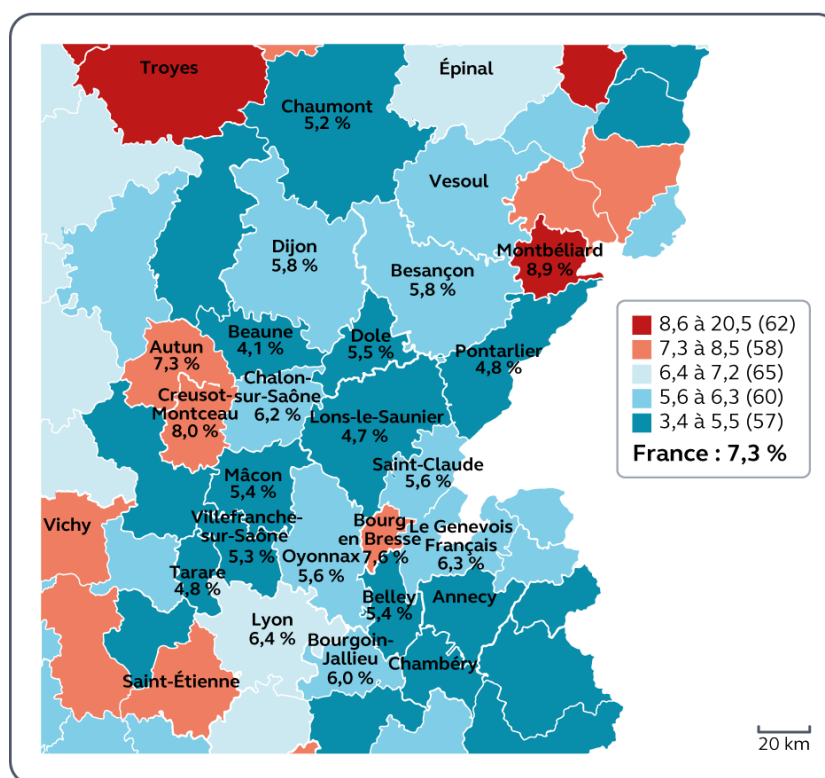 Troyes
Épinal
Chaumont
5,2 %
Vesoul
Dijon
5,8 %
Besançon
5,8 %
Montbéliard
8,9 %
Beaune
4,1 %
Dole
5,5 %
Pontarlier
4,8 %
Autun
7,3 %
Chalon-
sur-Saône
6,2 %
Creusot-
Montceau
8,0 %
Lons-le-Saunier
4,7 %
Saint-Claude
5,6 %
Mâcon
5,4 %
Vichy
Villefranche-
sur-Saône
5,3 %
Bourg
en Bresse
7,6 %
Le Genevois
Français
6,3 %
Oyonnax
5,6 %
Tarare
4,8 %
Belley
5,4 %
Annecy
Lyon
6,4 %
Bourgoin-
Jallieu
6,0 %
Chambéry
Saint-Étienne
8,6 à 20,5 (62)
7,3 à 8,5 (58)
6,4 à 7,2 (65)
5,6 à 6,3 (60)
3,4 à 5,5 (57)
France : 7,3 %
20 km